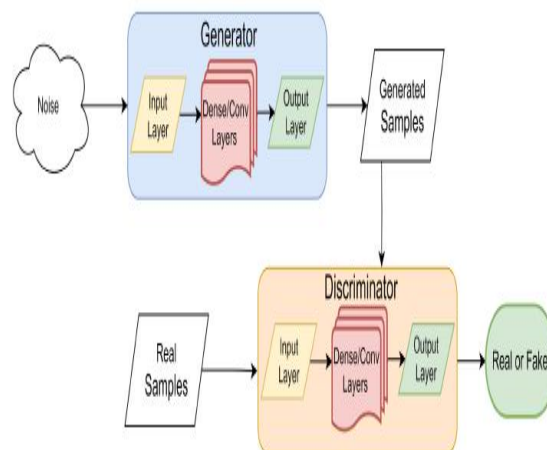 Generator
Noise
Input
Layer
Dense/Conv
Layers
Output
Layer
Generated
Samples
Discriminator
Real
Samples
Input
Layer
Dense/Conv
Layers
Output
Layer
Real or Fake